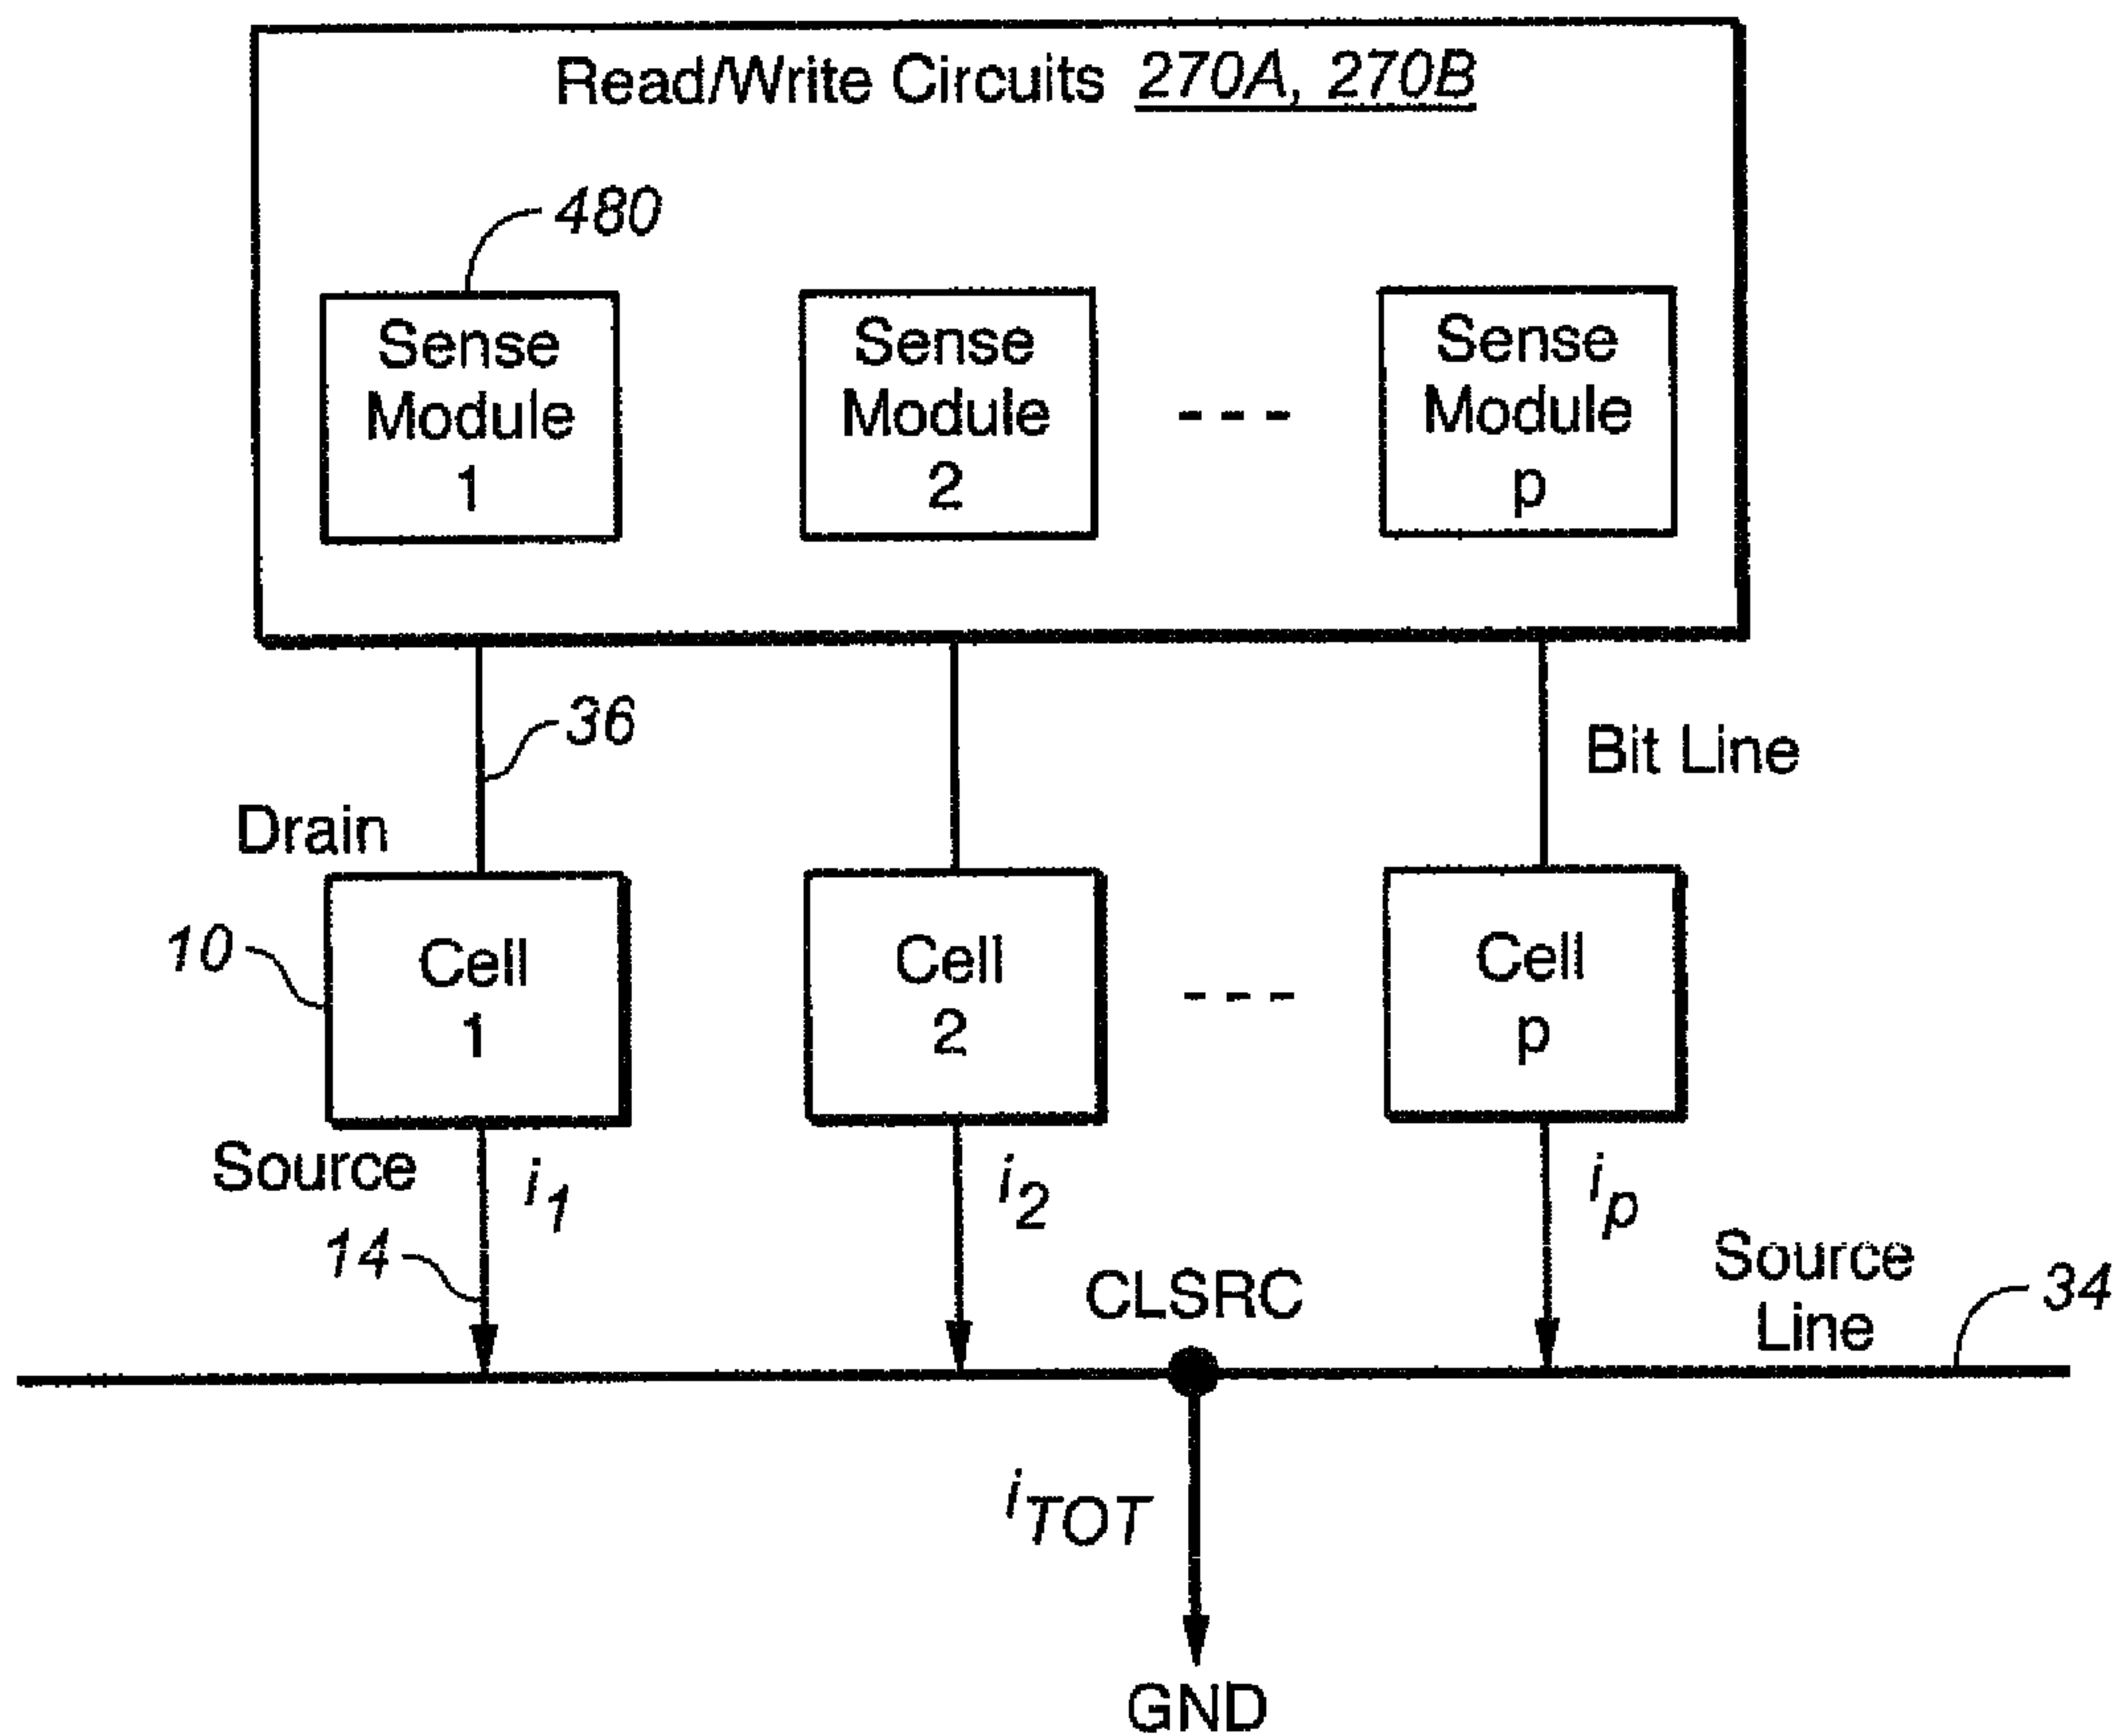 Read/Write Circuits 270A, 270B
480
Sense
Module
1
Sense
Module
2
Sense
Module
p
36
Bit Line
Drain
10
Cell
1
Cell
2
Cell
p
Source
i1
i2
ip
14
CLSRC
Source
Line
34
iTOT
GND